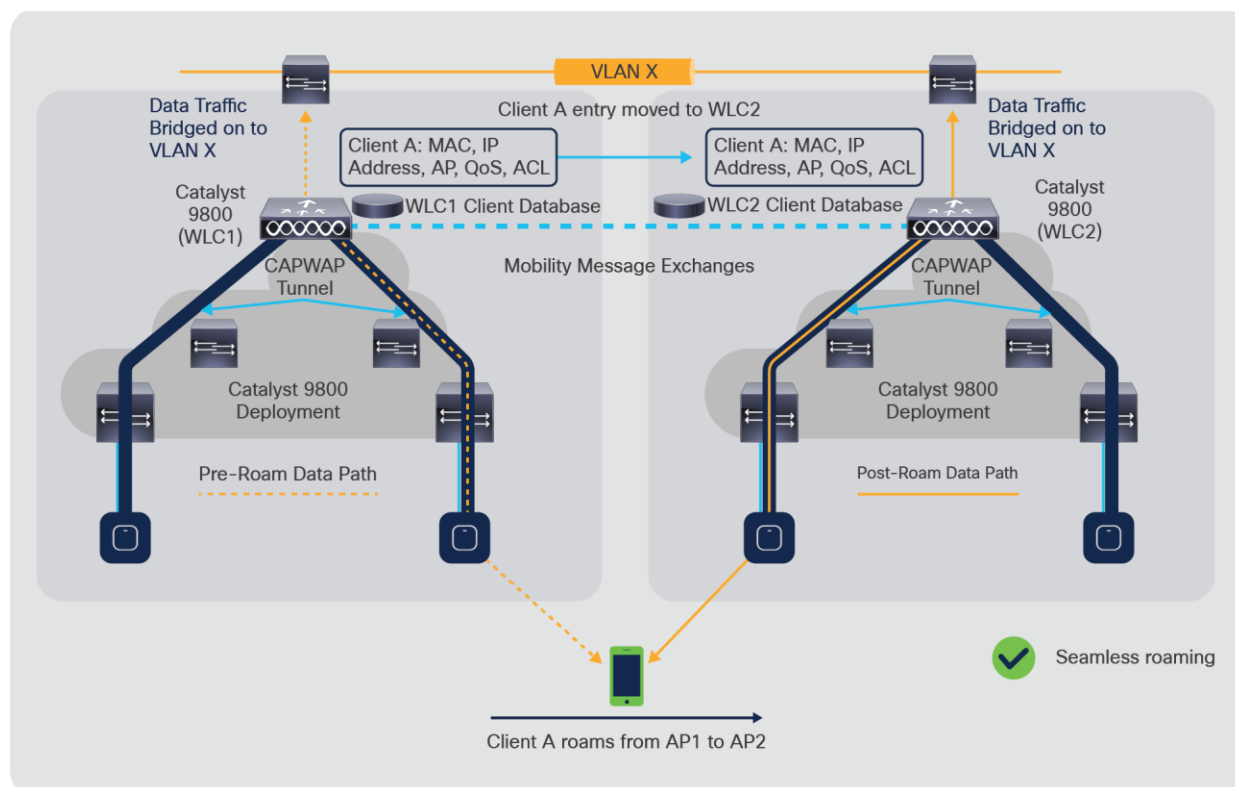 VLAN X
Data Traffic
Bridged on to
VLAN X
Client A entry moved to WLC2
Data Traffic
Bridged on to
VLAN X
Client A: MAC, IP
Address, AP, QoS, ACL
Client A: MAC, IP
Address, AP, QoS, ACL
Catalyst
9800
(WLC1)
WLC1 Client Database
WLC2 Client Database
Catalyst
9800
(WLC2)
CAPWAP
Tunnel
Mobility Message Exchanges
CAPWAP
Tunnel
Catalyst 9800
Deployment
Catalyst 9800
Deployment
Pre-Roam Data Path
Post-Roam Data Path
Seamless roaming
Client A roams from AP1 to AP2